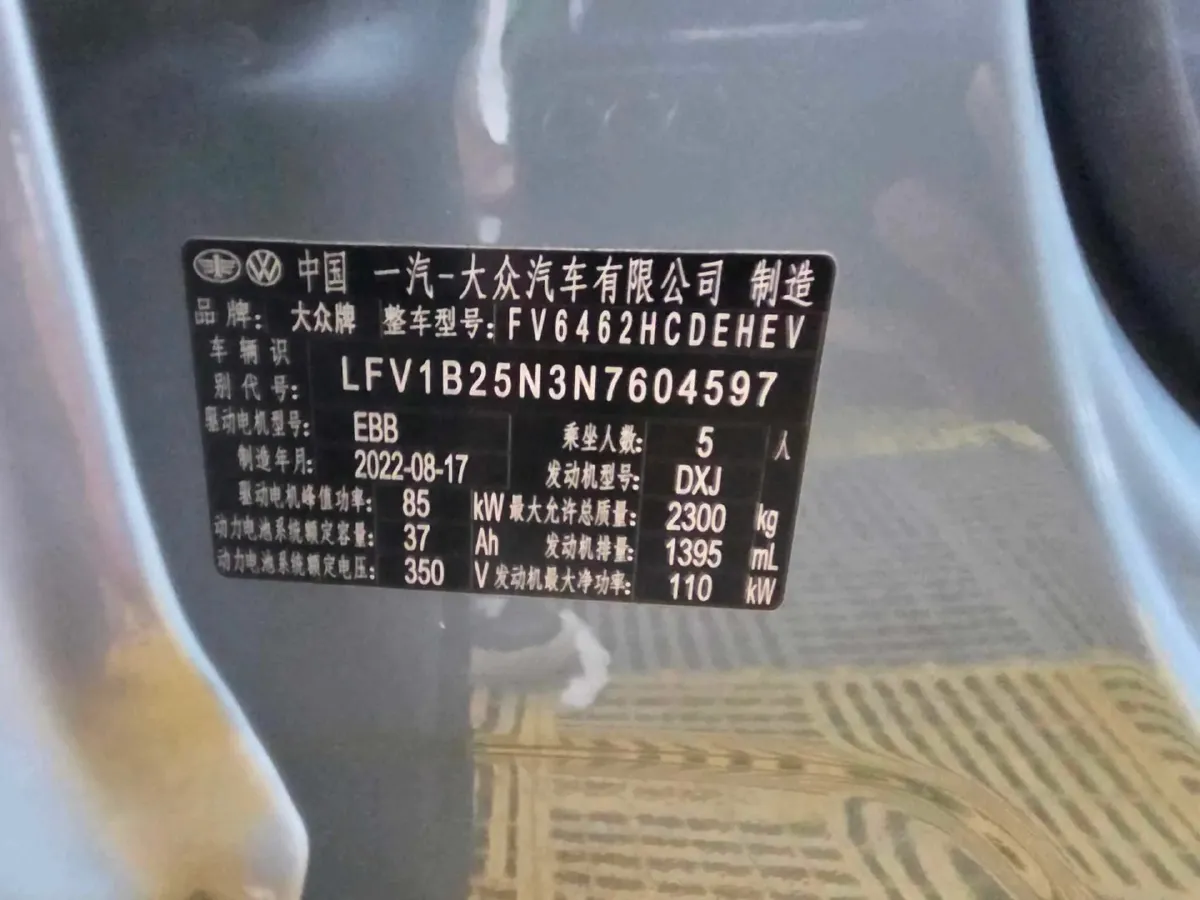 中国 一汽-大众汽车有限公司 制造
品牌: 大众牌 整车型号: FV6462HCDEHEV
车辆识别代号: LFV1B25N3N7604597
驱动电机型号: EBB 乘坐人数: 5 人
制造年月: 2022-08-17 发动机型号: DXJ
驱动电机峰值功率: 85 kW 最大允许总质量: 2300 kg
动力电池系统额定容量: 37 Ah 发动机排量: 1395 mL
动力电池系统额定电压: 350 V 发动机最大净功率: 110 kW